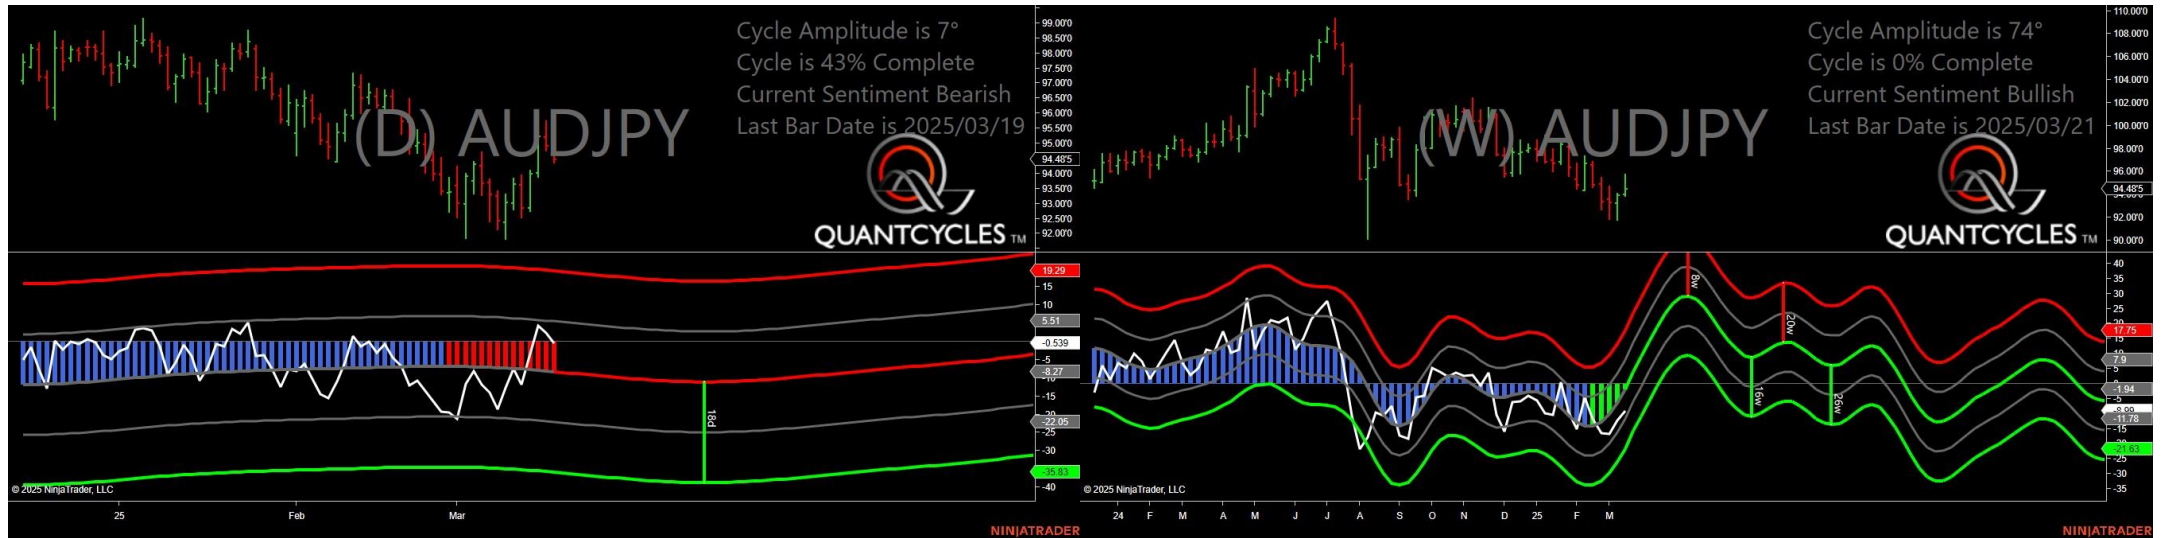 Cycle Amplitude is 7°
Cycle is 43% Complete
Current Sentiment Bearish
Last Bar Date is 2025/03/19
(D) AUDJPY
QUANTCYCLES TM
99.00'0
98.50'0
98.00'0
97.50'0
97.00'0
96.50'0
96.00'0
95.50'0
95.00'0
94.48'5
94.00'0
93.50'0
93.00'0
92.50'0
92.00'0
19.29
15
10
5.51
-0.539
-5
-8.27
-15
-22.05
-25
-30
-35.83
-40
18d
© 2025 NinjaTrader, LLC
25 Feb Mar
NINJATRADER
Cycle Amplitude is 74°
Cycle is 0% Complete
Current Sentiment Bullish
Last Bar Date is 2025/03/21
(W) AUDJPY
QUANTCYCLES TM
110.00'0
108.00'0
106.00'0
104.00'0
102.00'0
100.00'0
98.00'0
96.00'0
94.48'5
92.00'0
90.00'0
40
35
30
25
17.75
7.9
5
-1.94
-5
-8.99
-11.78
-15
-21.63
-25
-30
-35
8w
20w
16w
26w
© 2025 NinjaTrader, LLC
24 F M A M J J A S O N D 25 F M
NINJATRADER